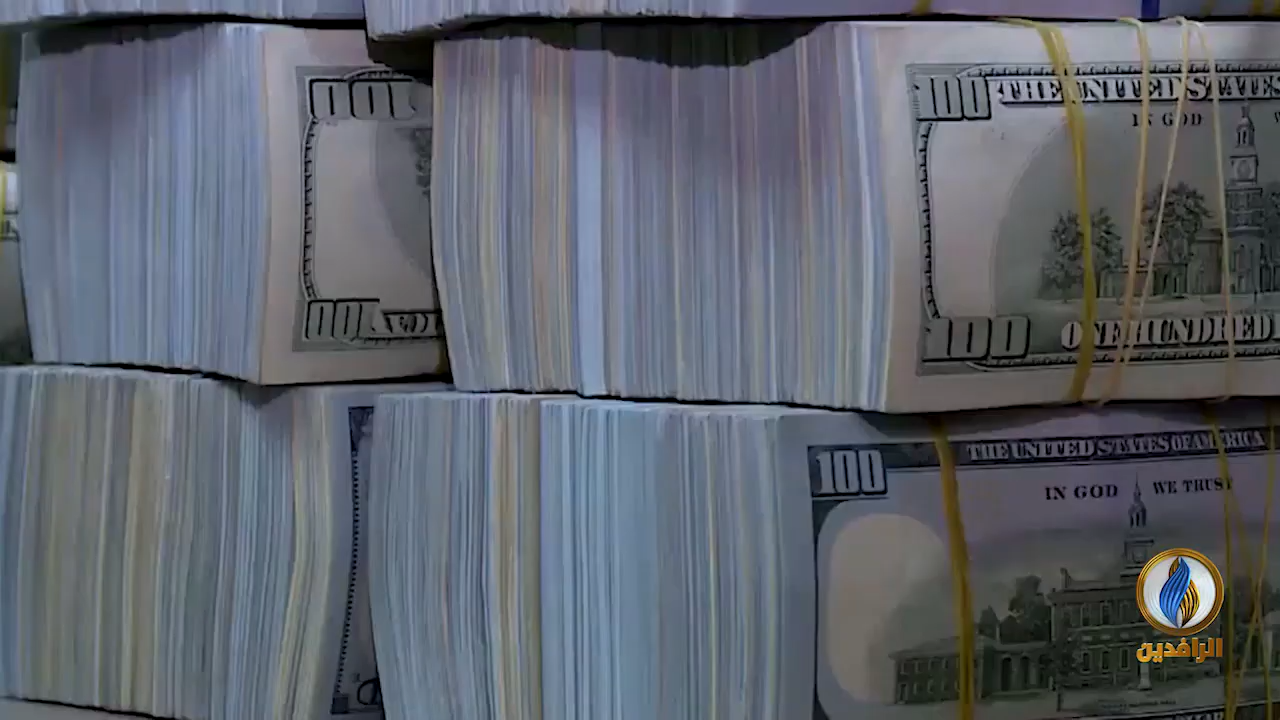 100
100
THE UNITED STATES
IN GOD
100
100
ONE HUNDRED
100
THE UNITED STATES OF AMERICA
IN GOD WE TRUST
الرافدين